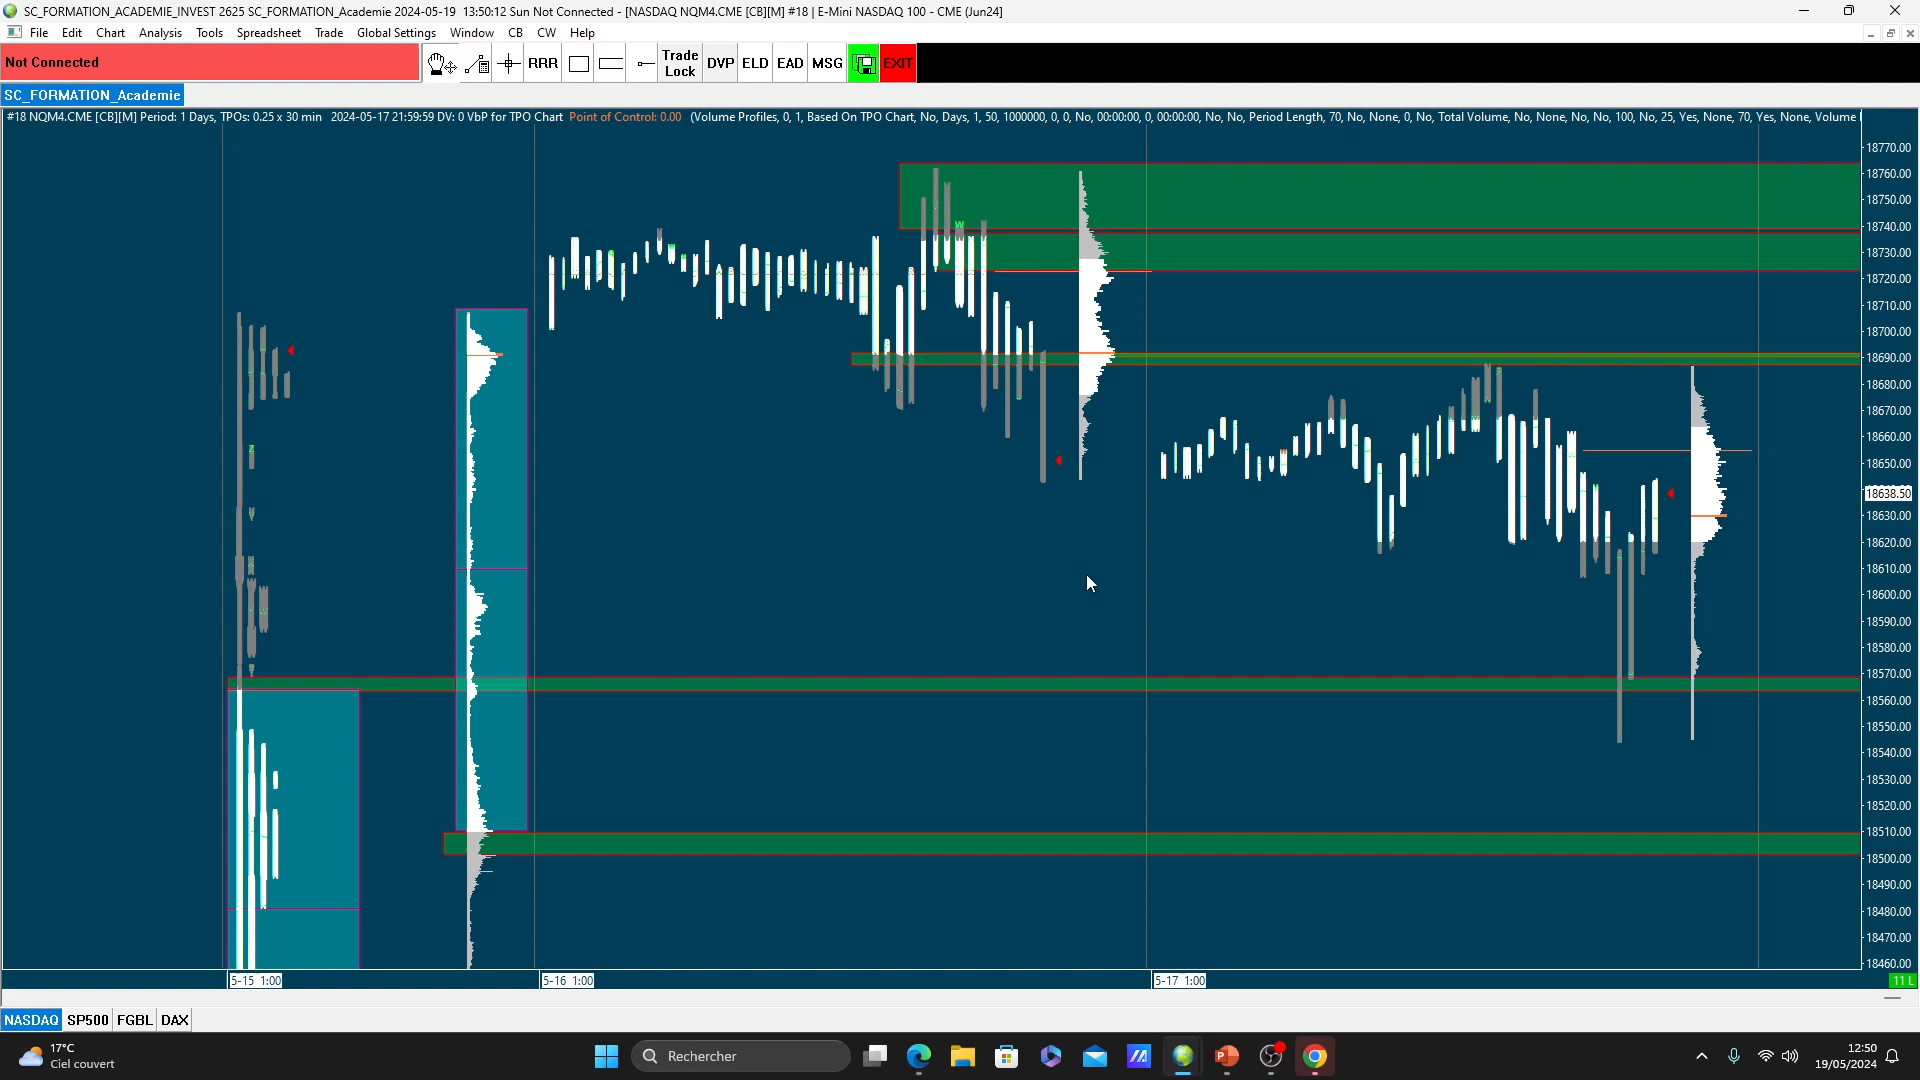 SC_FORMATION_ACADEMIE_INVEST 2625 SC_FORMATION_Academie 2024-05-19 13:50:12 Sun Not Connected - [NASDAQ NQM4.CME [CB][M] #18 | E-Mini NASDAQ 100 - CME (Jun24)]
File Edit Chart Analysis Tools Spreadsheet Trade Global Settings Window CB CW Help
Not Connected
RRR Trade Lock DVP ELD EAD MSG EXIT
SC_FORMATION_Academie
#18 NQM4.CME [CB][M] Period: 1 Days, TPOs: 0.25 x 30 min 2024-05-17 21:59:59 DV: 0 VbP for TPO Chart Point of Control: 0.00 (Volume Profiles, 0, 1, Based On TPO Chart, No, Days, 1, 50, 1000000, 0, 0, No, 00:00:00, 0, 00:00:00, No, No, Period Length, 70, No, None, 0, No, Total Volume, No, None, No, No, 100, No, 25, Yes, None, 70, Yes, None, Volume
18770.00
18760.00
18750.00
18740.00
18730.00
18720.00
18710.00
18700.00
18690.00
18680.00
18670.00
18660.00
18650.00
18638.50
18630.00
18620.00
18610.00
18600.00
18590.00
18580.00
18570.00
18560.00
18550.00
18540.00
18530.00
18520.00
18510.00
18500.00
18490.00
18480.00
18470.00
18460.00
W
Z
5-15 1:00
5-16 1:00
5-17 1:00
11 L
NASDAQ SP500 FGBL DAX
17°C
Ciel couvert
Rechercher
12:50
19/05/2024